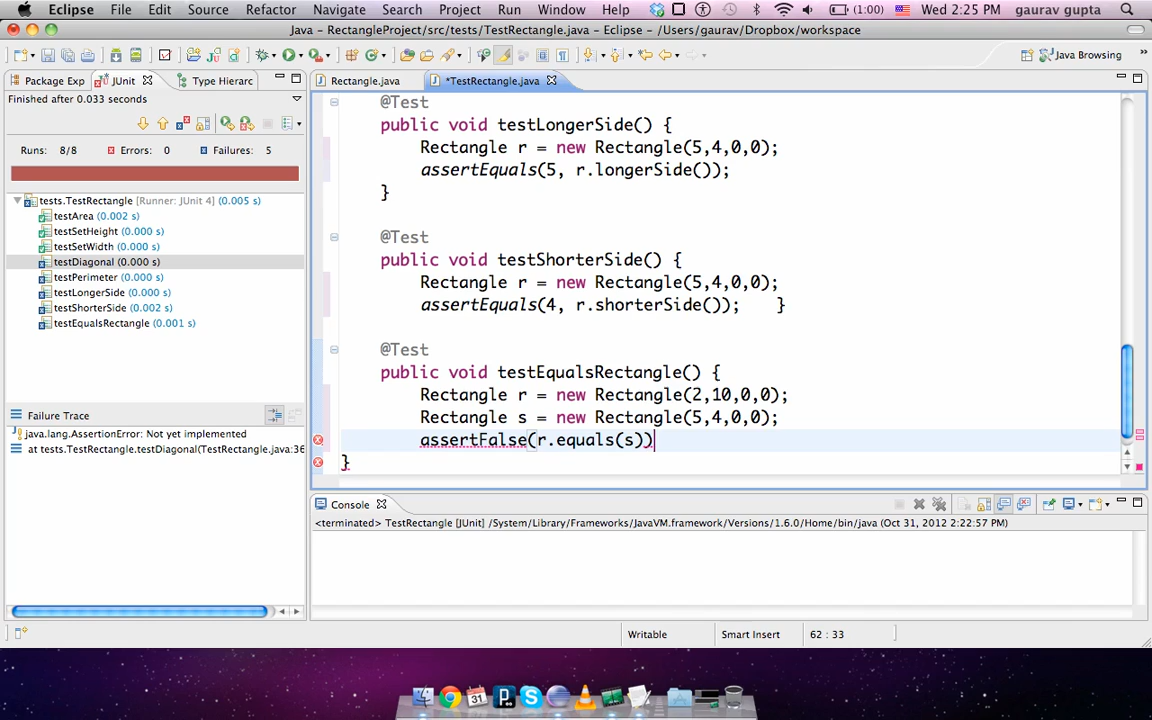 Eclipse File Edit Source Refactor Navigate Search Project Run Window Help (1:00) Wed 2:25 PM gaurav gupta
Java – RectangleProject/src/tests/TestRectangle.java – Eclipse – /Users/gaurav/Dropbox/workspace
Java Browsing
Package Exp JUnit Type Hierarc
Rectangle.java *TestRectangle.java
Finished after 0.033 seconds
Runs: 8/8 Errors: 0 Failures: 5
tests.TestRectangle [Runner: JUnit 4] (0.005 s)
testArea (0.002 s)
testSetHeight (0.000 s)
testSetWidth (0.000 s)
testDiagonal (0.000 s)
testPerimeter (0.000 s)
testLongerSide (0.000 s)
testShorterSide (0.002 s)
testEqualsRectangle (0.001 s)
Failure Trace
java.lang.AssertionError: Not yet implemented
at tests.TestRectangle.testDiagonal(TestRectangle.java:36
@Test
public void testLongerSide() {
Rectangle r = new Rectangle(5,4,0,0);
assertEquals(5, r.longerSide());
}
@Test
public void testShorterSide() {
Rectangle r = new Rectangle(5,4,0,0);
assertEquals(4, r.shorterSide()); }
@Test
public void testEqualsRectangle() {
Rectangle r = new Rectangle(2,10,0,0);
Rectangle s = new Rectangle(5,4,0,0);
assertFalse(r.equals(s))
}
Console
<terminated> TestRectangle [JUnit] /System/Library/Frameworks/JavaVM.framework/Versions/1.6.0/Home/bin/java (Oct 31, 2012 2:22:57 PM)
Writable Smart Insert 62 : 33
31